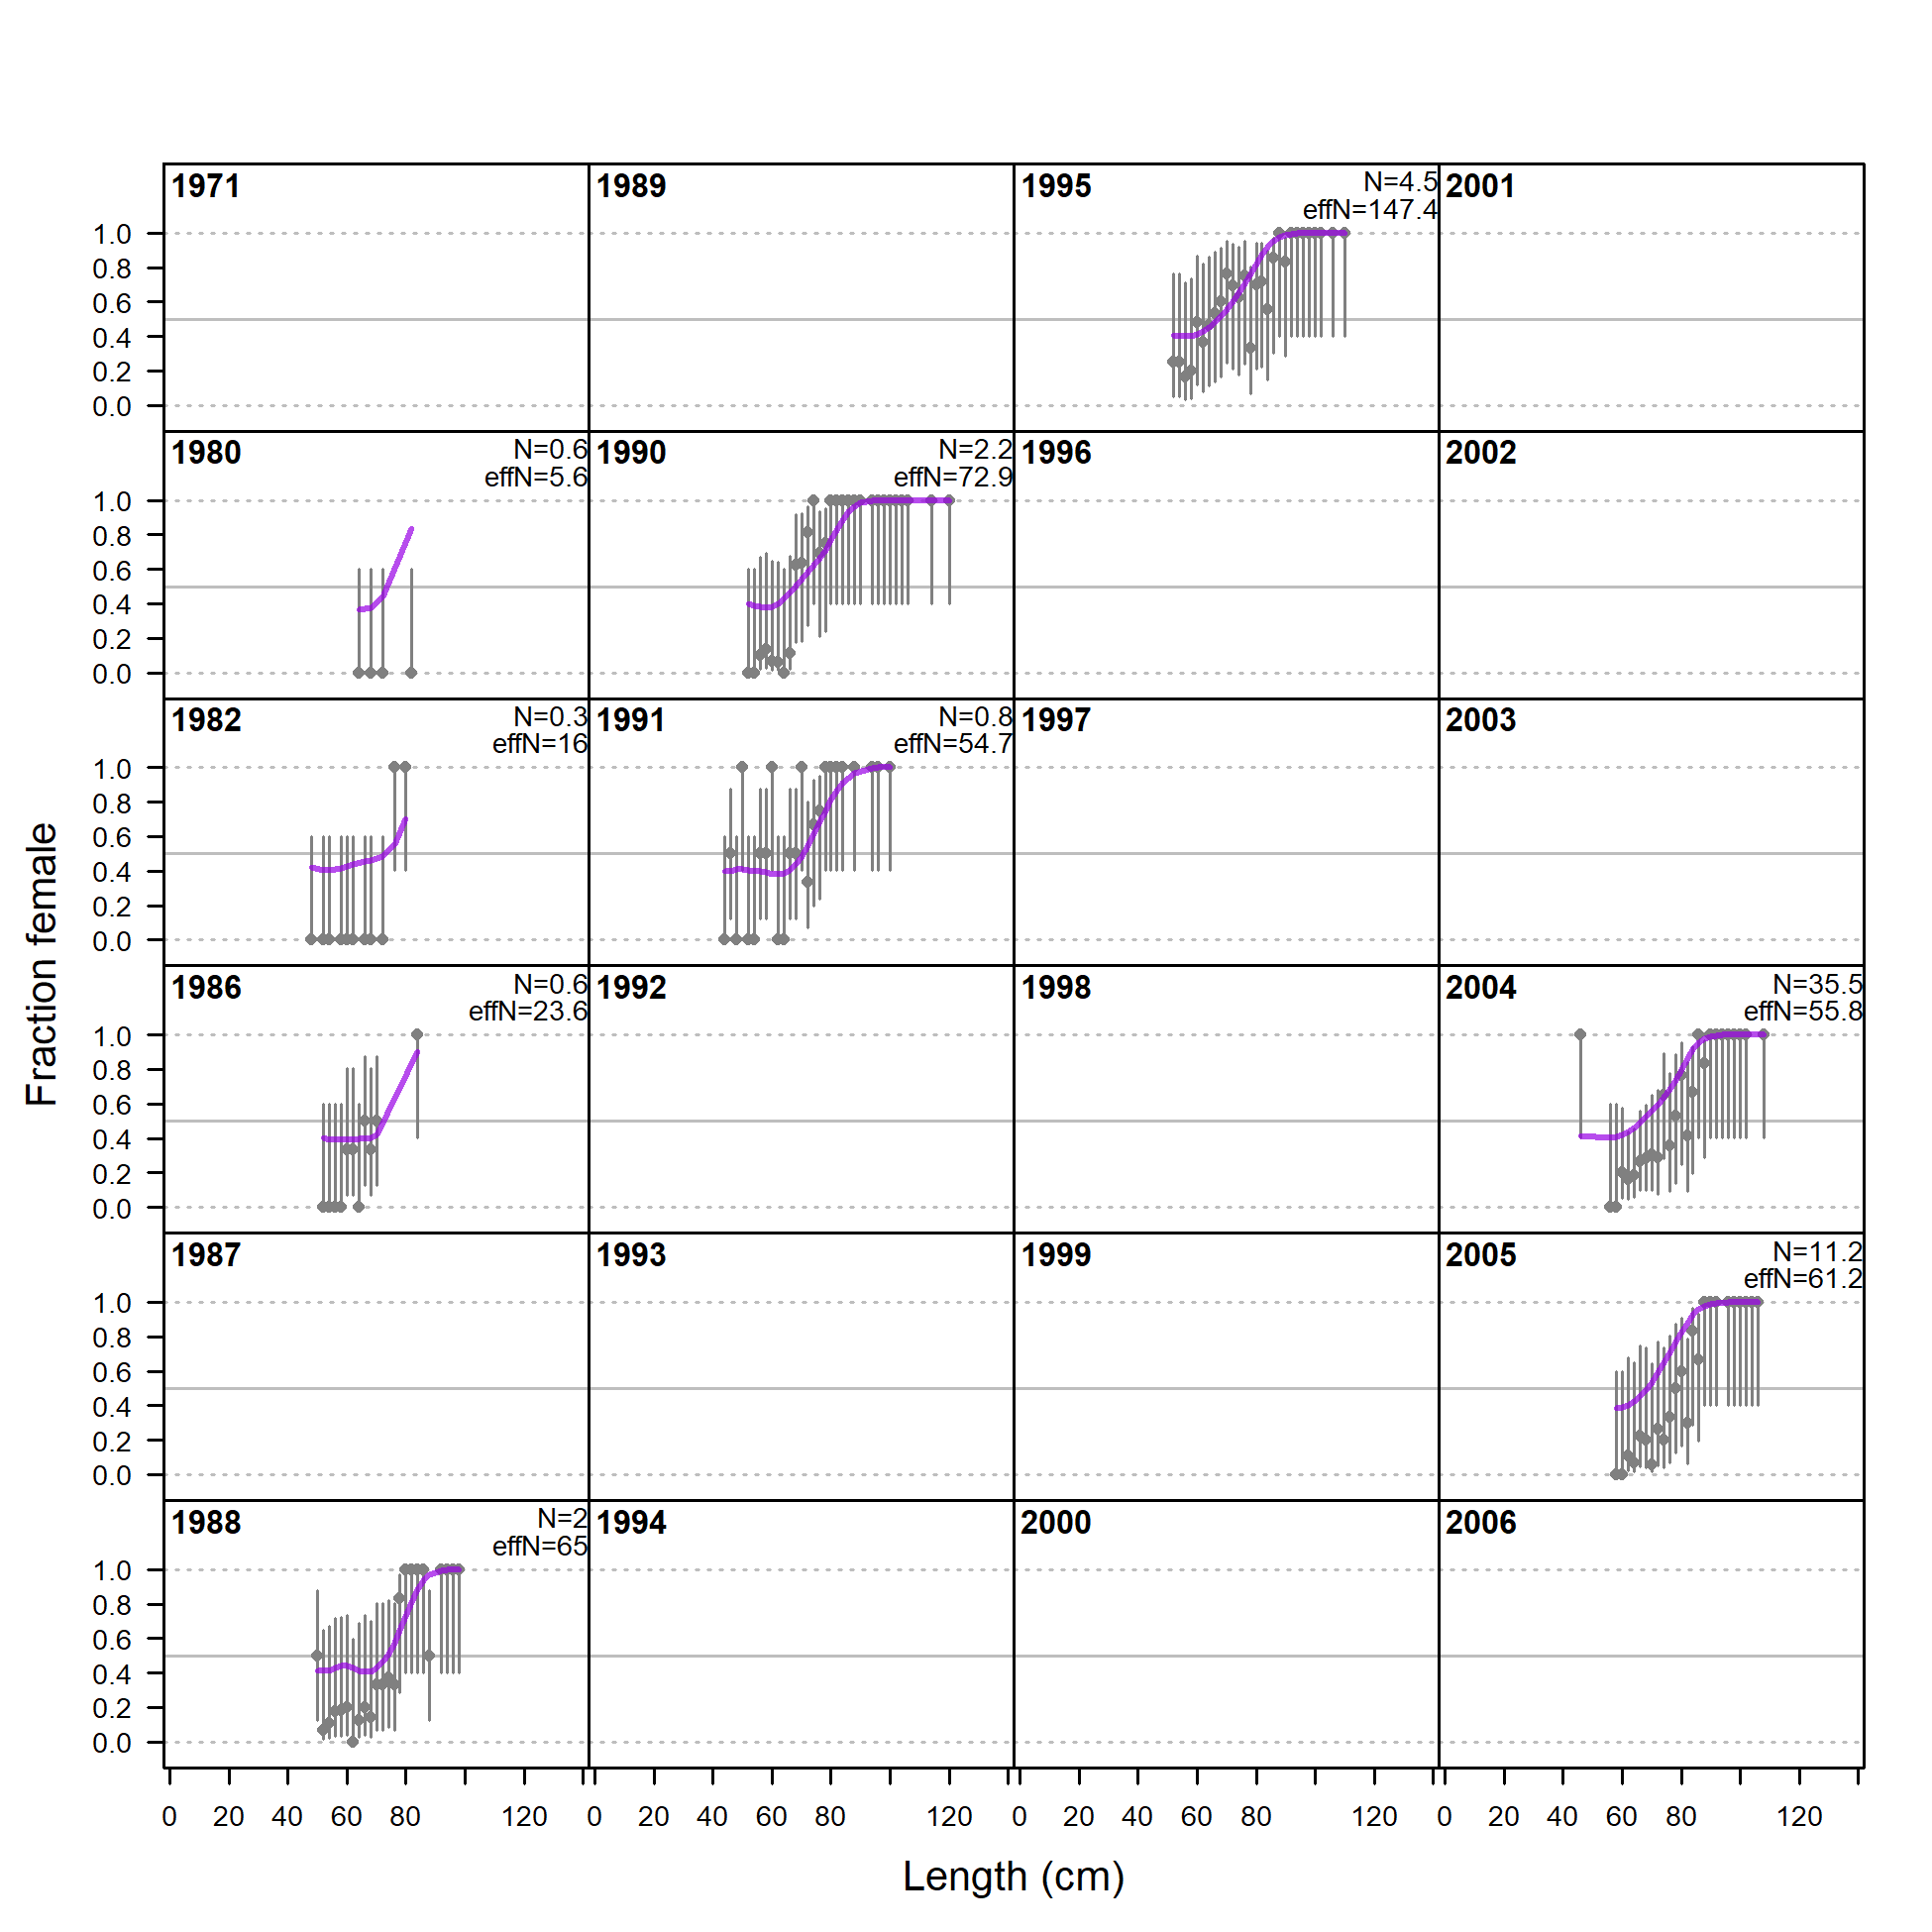 1971
1989
1995
N=4.5
effN=147.4
2001
1.0
0.8
0.6
0.4
0.2
0.0
1980
N=0.6
effN=5.6
1990
N=2.2
effN=72.9
1996
2002
1.0
0.8
0.6
0.4
0.2
0.0
1982
N=0.3
effN=16
1991
N=0.8
effN=54.7
1997
2003
1.0
0.8
0.6
0.4
0.2
0.0
1986
N=0.6
effN=23.6
1992
1998
2004
N=35.5
effN=55.8
1.0
0.8
0.6
0.4
0.2
0.0
1987
1993
1999
2005
N=11.2
effN=61.2
1.0
0.8
0.6
0.4
0.2
0.0
1988
N=2
effN=65
1994
2000
2006
1.0
0.8
0.6
0.4
0.2
0.0
0 20 40 60 80 120 0 20 40 60 80 120 0 20 40 60 80 120 0 20 40 60 80 120
Length (cm)
Fraction female